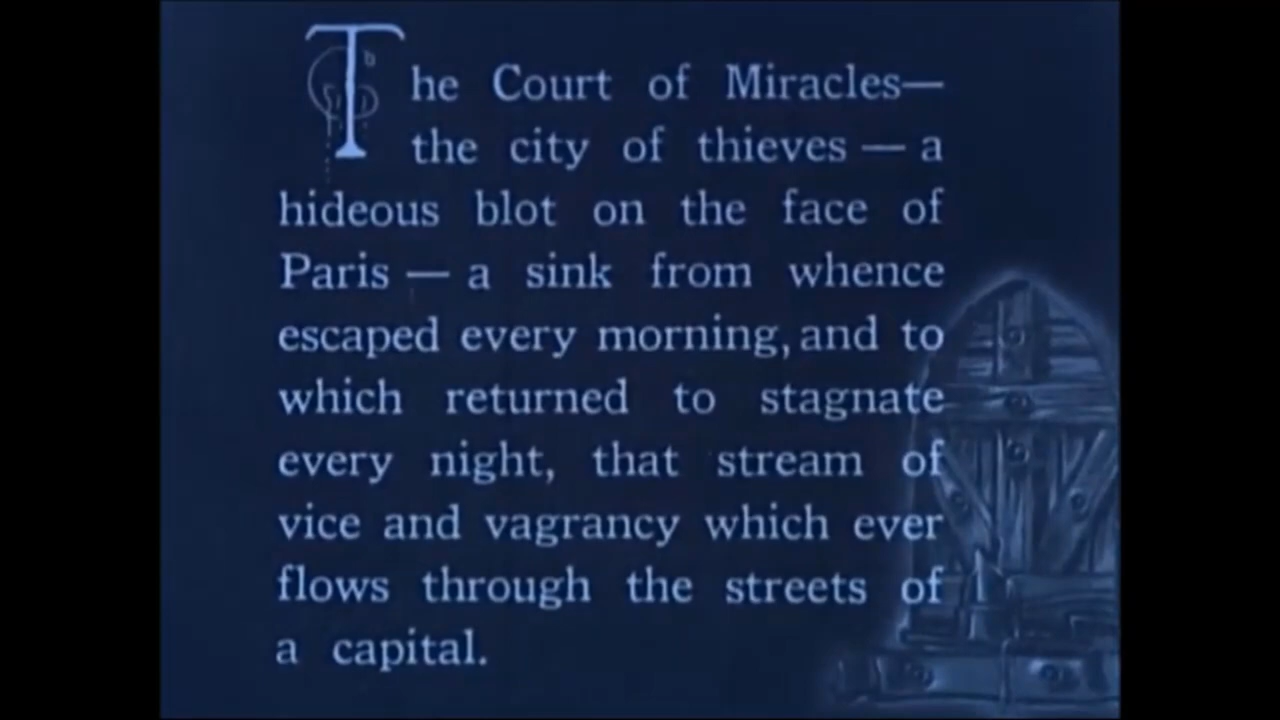 The Court of Miracles—
the city of thieves — a
hideous blot on the face of
Paris — a sink from whence
escaped every morning, and to
which returned to stagnate
every night, that stream of
vice and vagrancy which ever
flows through the streets of
a capital.